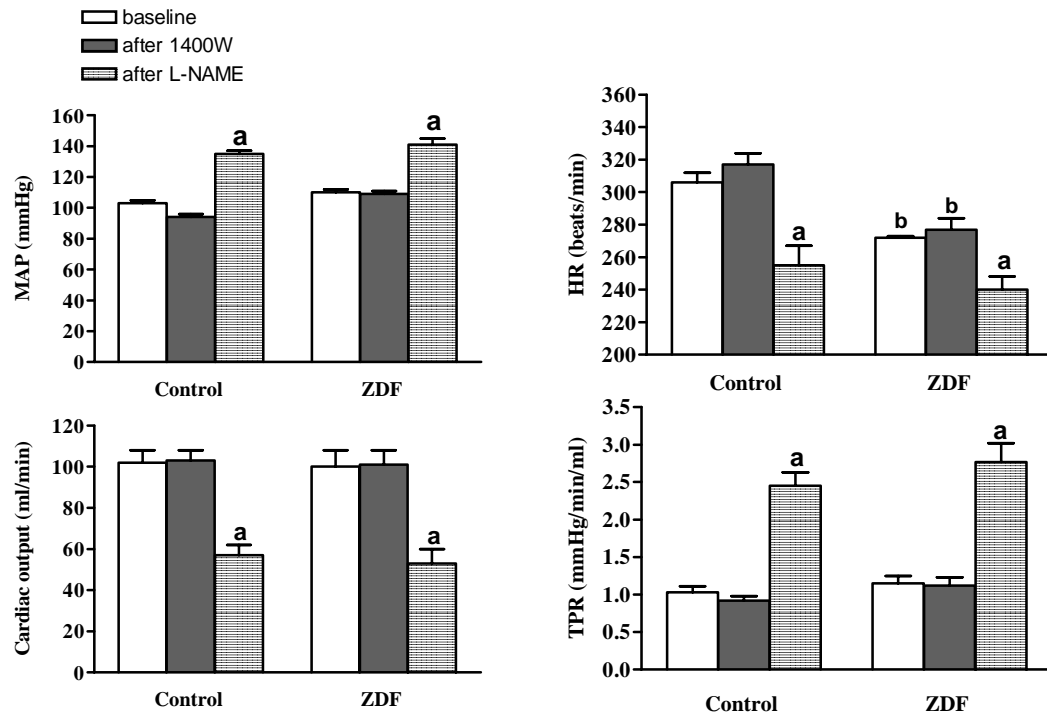 baseline
after 1400W
after L-NAME
MAP (mmHg)
160
140
120
100
80
60
40
20
0
a
a
Control
ZDF
HR (beats/min)
360
340
320
300
280
260
240
220
200
a
b
b
a
Control
ZDF
Cardiac output (ml/min)
120
100
80
60
40
20
0
a
a
Control
ZDF
TPR (mmHg/min/ml)
3.5
3.0
2.5
2.0
1.5
1.0
0.5
0.0
a
a
Control
ZDF